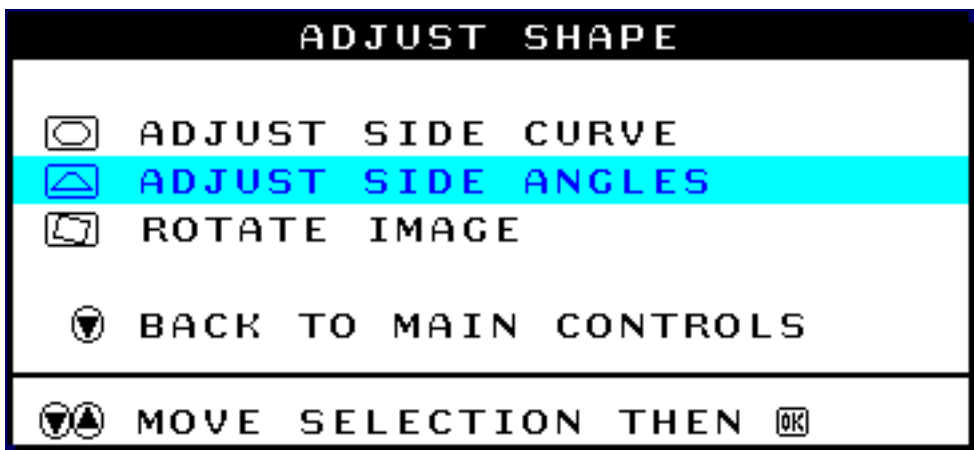 ADJUST SHAPE
ADJUST SIDE CURVE
ADJUST SIDE ANGLES
ROTATE IMAGE
BACK TO MAIN CONTROLS
MOVE SELECTION THEN OK